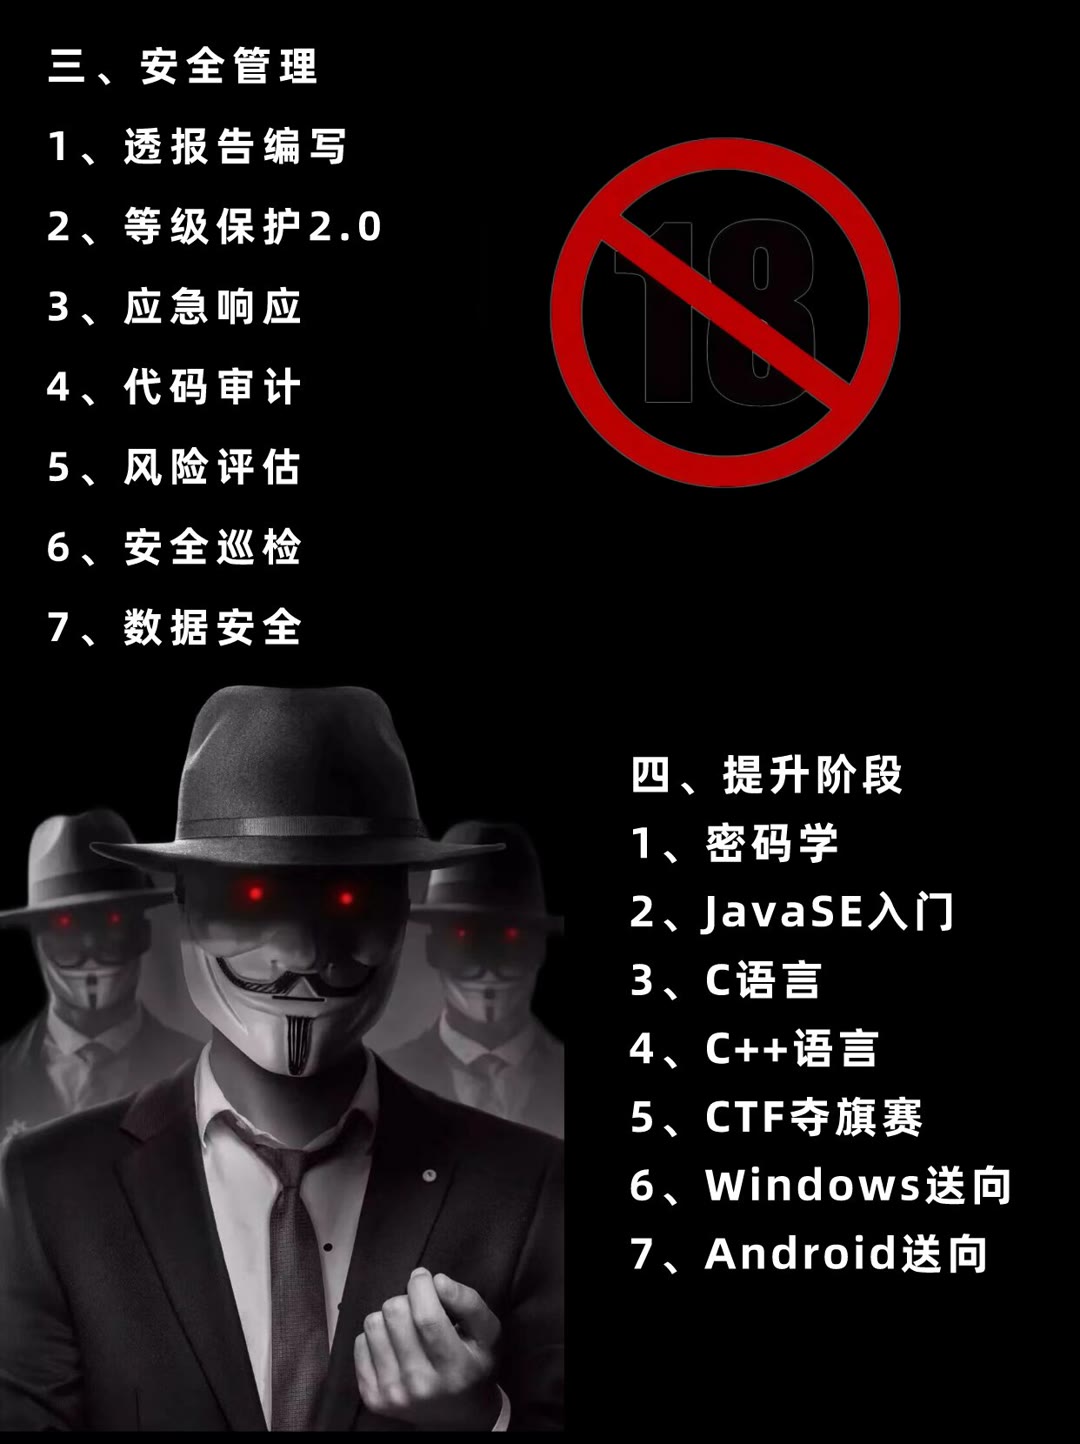 三、安全管理
1、透报告编写
2、等级保护2.0
3、应急响应
4、代码审计
5、风险评估
6、安全巡检
7、数据安全
18
四、提升阶段
1、密码学
2、JavaSE入门
3、C语言
4、C++语言
5、CTF夺旗赛
6、Windows送向
7、Android送向